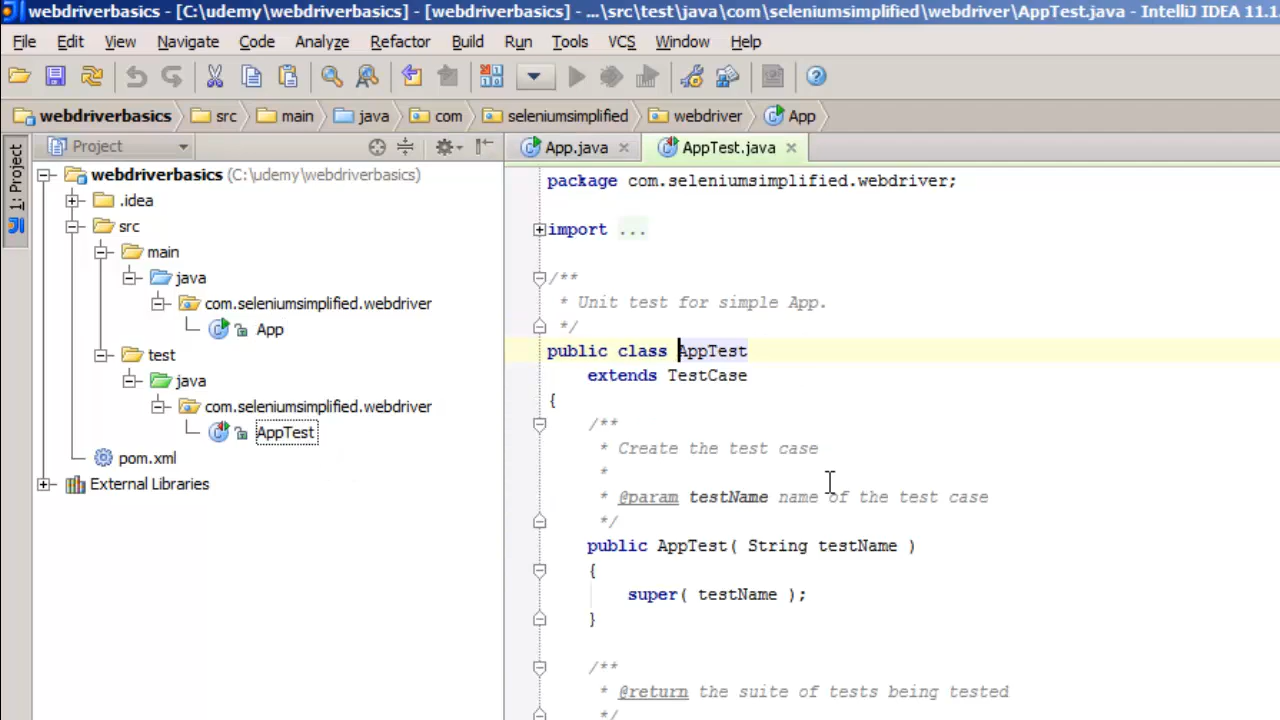 webdriverbasics - [C:\udemy\webdriverbasics] - [webdriverbasics] - ...\src\test\java\com\seleniumsimplified\webdriver\AppTest.java - IntelliJ IDEA 11.1
File Edit View Navigate Code Analyze Refactor Build Run Tools VCS Window Help
webdriverbasics src main java com seleniumsimplified webdriver App
1: Project
Project
webdriverbasics (C:\udemy\webdriverbasics)
.idea
src
main
java
com.seleniumsimplified.webdriver
App
test
java
com.seleniumsimplified.webdriver
AppTest
pom.xml
External Libraries
App.java AppTest.java
package com.seleniumsimplified.webdriver;
import ...
/**
* Unit test for simple App.
*/
public class AppTest
extends TestCase
{
/**
* Create the test case
*
* @param testName name of the test case
*/
public AppTest( String testName )
{
super( testName );
}
/**
* @return the suite of tests being tested
*/